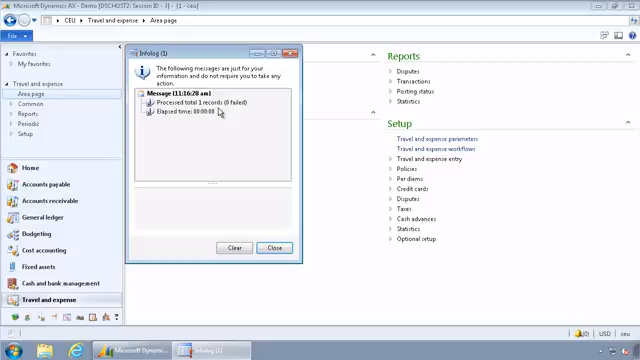 Microsoft Dynamics AX - Demo [DSCHUST2: Session ID - 1] - [1 - ceu]
CEU ▸ Travel and expense ▸ Area page
File
Favorites
My favorites
Travel and expense
Area page
Common
Reports
Periodic
Setup
Home
Accounts payable
Accounts receivable
General ledger
Budgeting
Cost accounting
Fixed assets
Cash and bank management
Travel and expense
Infolog (1)
The following messages are just for your
information and do not require you to take any
action.
Message (11:16:28 am)
Processed total 1 records (0 failed)
Elapsed time: 00:00:08
Clear
Close
Reports
Disputes
Transactions
Posting status
Statistics
Setup
Travel and expense parameters
Travel and expense workflows
Travel and expense entry
Policies
Per diems
Credit cards
Disputes
Taxes
Cash advances
Statistics
Optional setup
(0)
USD
ceu
Microsoft Dynami...
Infolog (1)